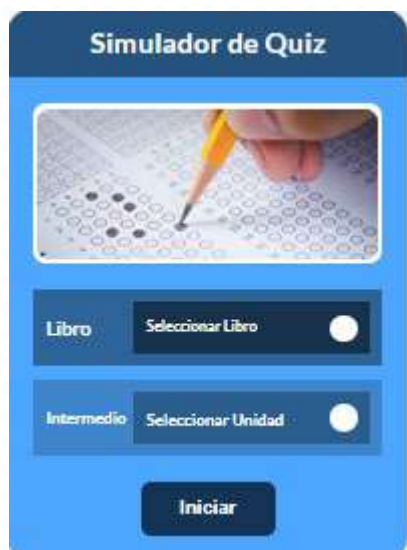 Simulador de Quiz
Libro
Seleccionar Libro
Intermedio
Seleccionar Unidad
Iniciar